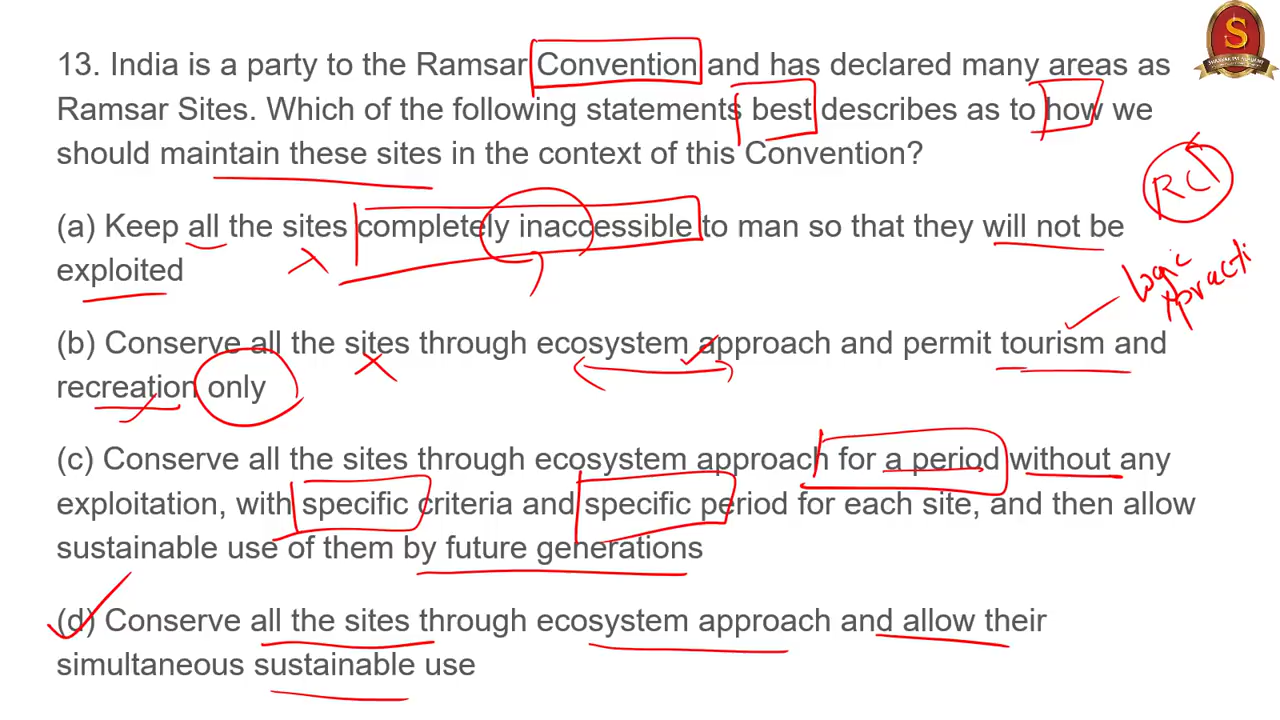 13. India is a party to the Ramsar Convention and has declared many areas as
Ramsar Sites. Which of the following statements best describes as to how we
should maintain these sites in the context of this Convention?
RC
(a) Keep all the sites completely inaccessible to man so that they will not be
exploited
logic
practi
(b) Conserve all the sites through ecosystem approach and permit tourism and
recreation only
(c) Conserve all the sites through ecosystem approach for a period without any
exploitation, with specific criteria and specific period for each site, and then allow
sustainable use of them by future generations
(d) Conserve all the sites through ecosystem approach and allow their
simultaneous sustainable use
S